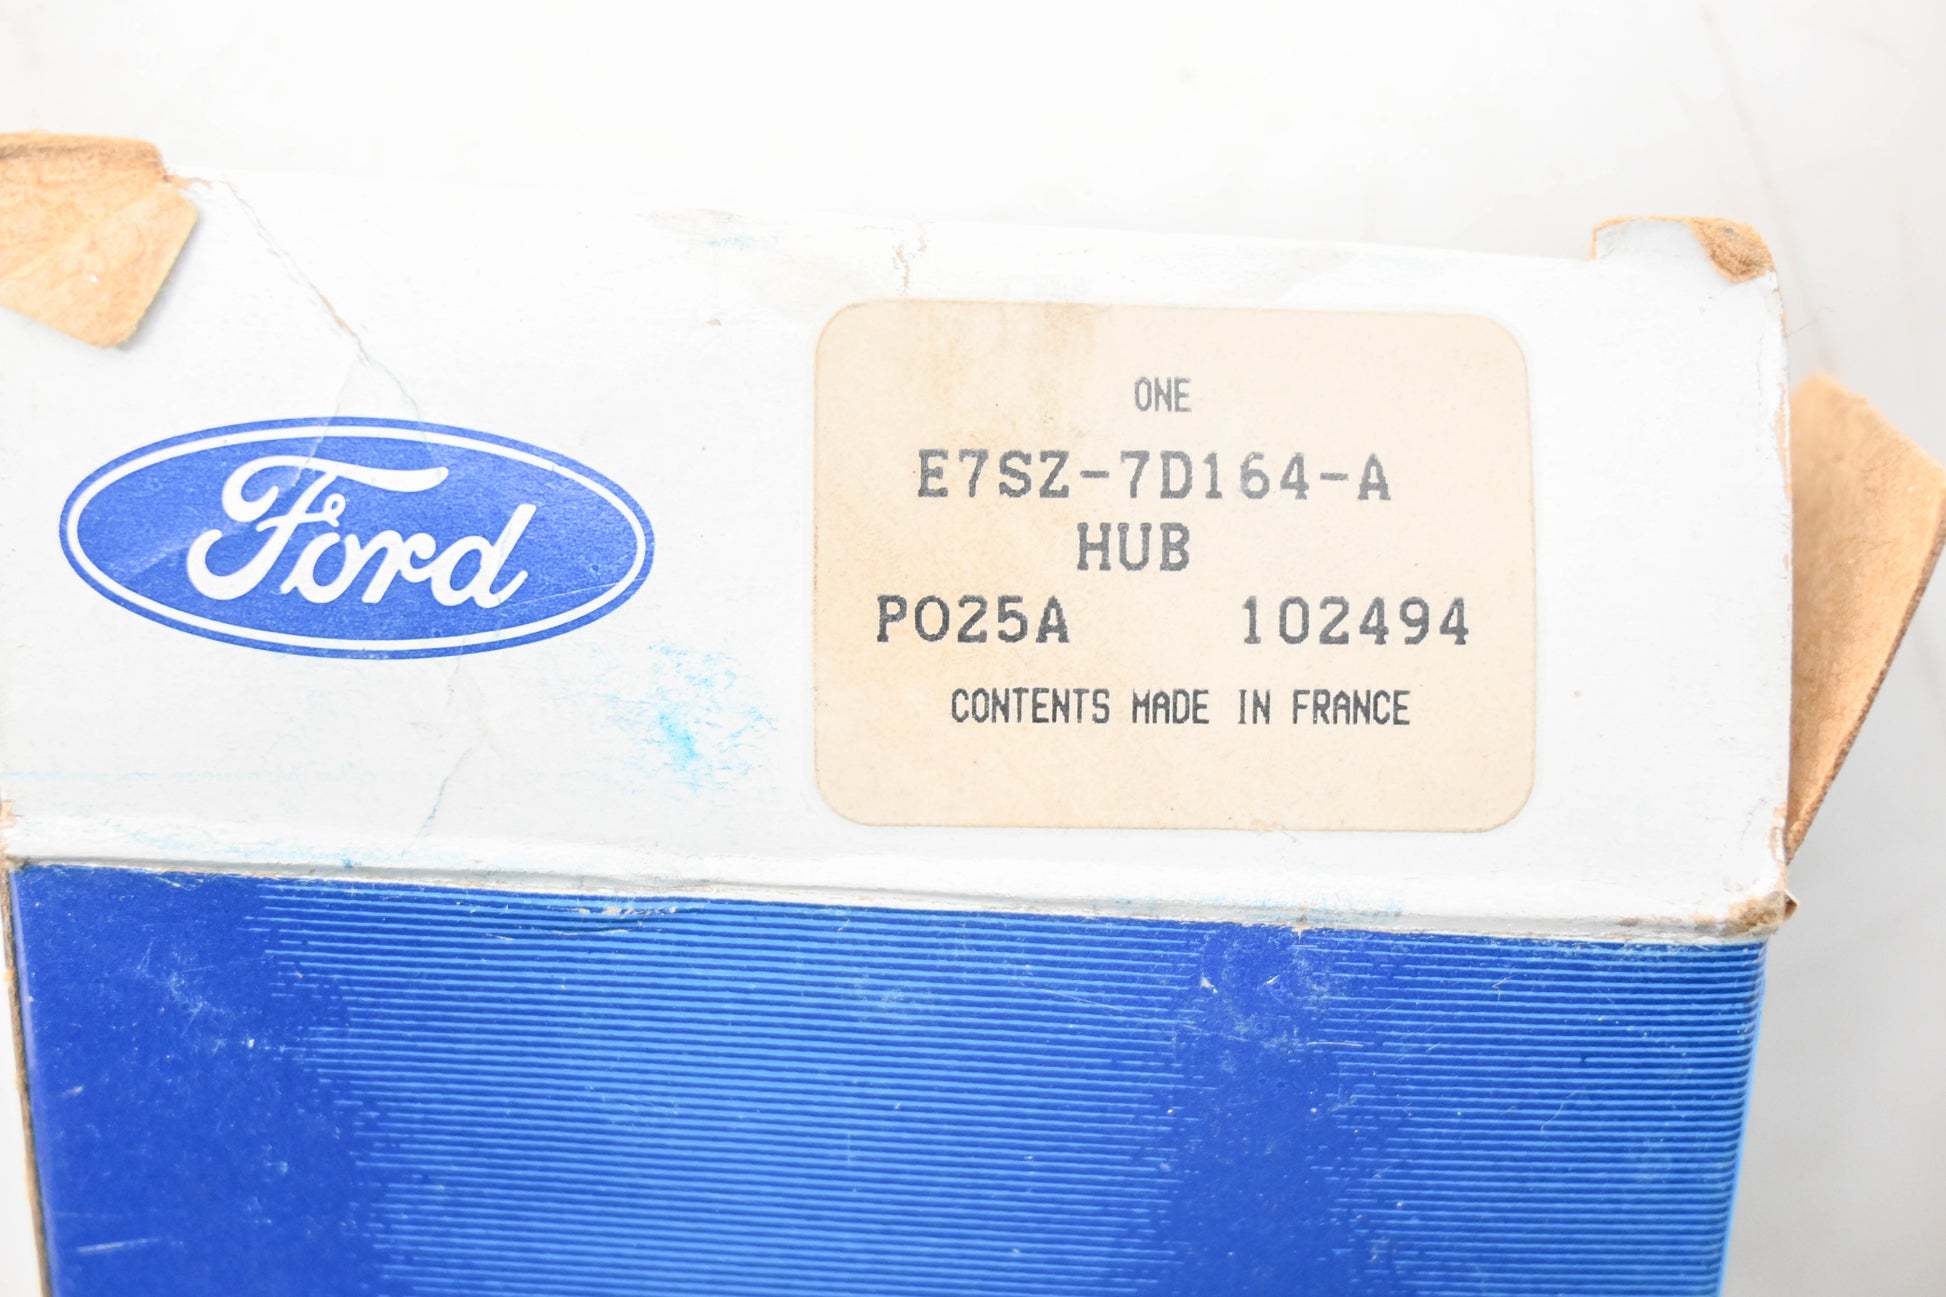 Ford
ONE
E7SZ-7D164-A
HUB
PO25A 102494
CONTENTS MADE IN FRANCE